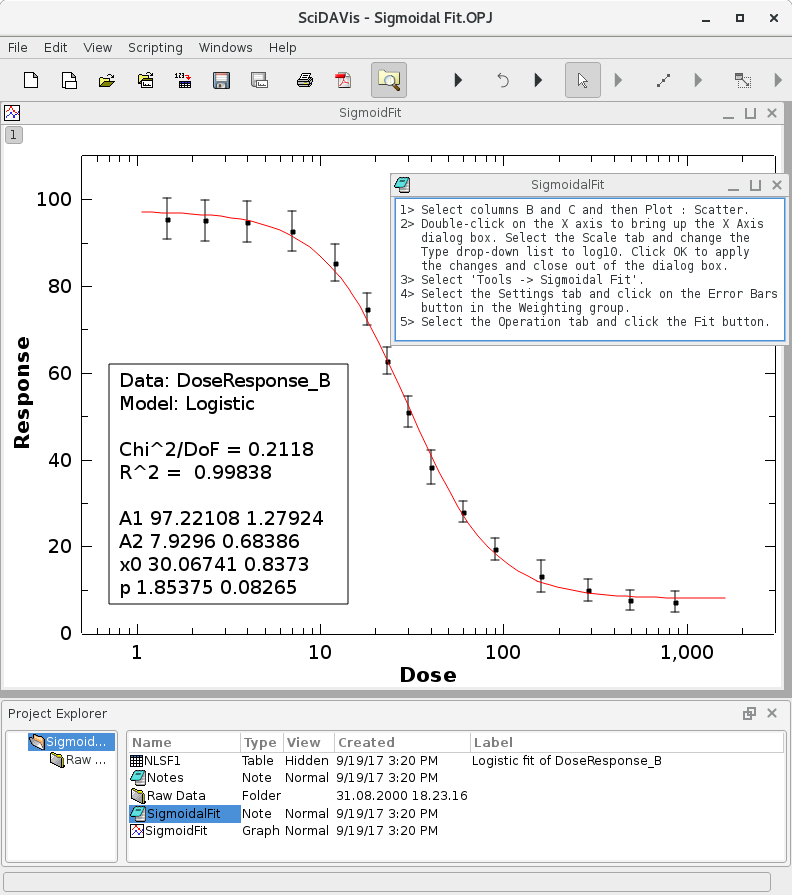 SciDAVis - Sigmoidal Fit.OPJ
File Edit View Scripting Windows Help
SigmoidFit
1
100
80
60
40
20
0
Response
1 10 100 1,000
Dose
Data: DoseResponse_B
Model: Logistic
Chi^2/DoF = 0.2118
R^2 =  0.99838
A1 97.22108 1.27924
A2 7.9296 0.68386
x0 30.06741 0.8373
p 1.85375 0.08265
SigmoidalFit
1> Select columns B and C and then Plot : Scatter.
2> Double-click on the X axis to bring up the X Axis
dialog box. Select the Scale tab and change the
Type drop-down list to log10. Click OK to apply
the changes and close out of the dialog box.
3> Select 'Tools -> Sigmoidal Fit'.
4> Select the Settings tab and click on the Error Bars
button in the Weighting group.
5> Select the Operation tab and click the Fit button.
Project Explorer
Sigmoid...
Raw ...
Name Type View Created Label
NLSF1 Table Hidden 9/19/17 3:20 PM Logistic fit of DoseResponse_B
Notes Note Normal 9/19/17 3:20 PM
Raw Data Folder 31.08.2000 18.23.16
SigmoidalFit Note Normal 9/19/17 3:20 PM
SigmoidFit Graph Normal 9/19/17 3:20 PM